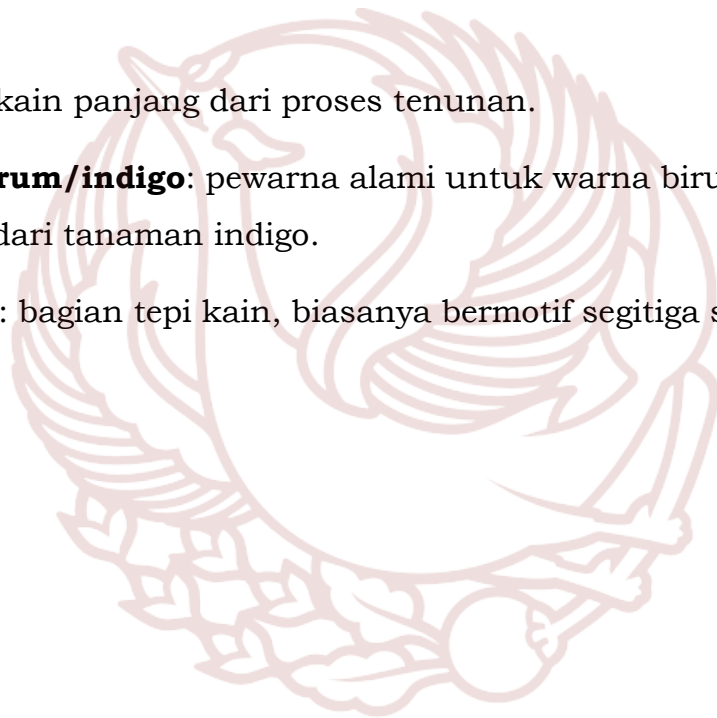 kain panjang dari proses tenunan.
rum/indigo: pewarna alami untuk warna biru
dari tanaman indigo.
: bagian tepi kain, biasanya bermotif segitiga s